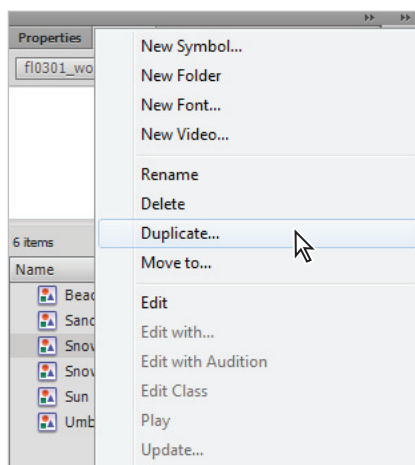 Properties
fl0301_wo
6 items
Name
Beac
Sand
Snov
Snov
Sun
Umb
New Symbol...
New Folder
New Font...
New Video...
Rename
Delete
Duplicate...
Move to...
Edit
Edit with...
Edit with Audition
Edit Class
Play
Update...